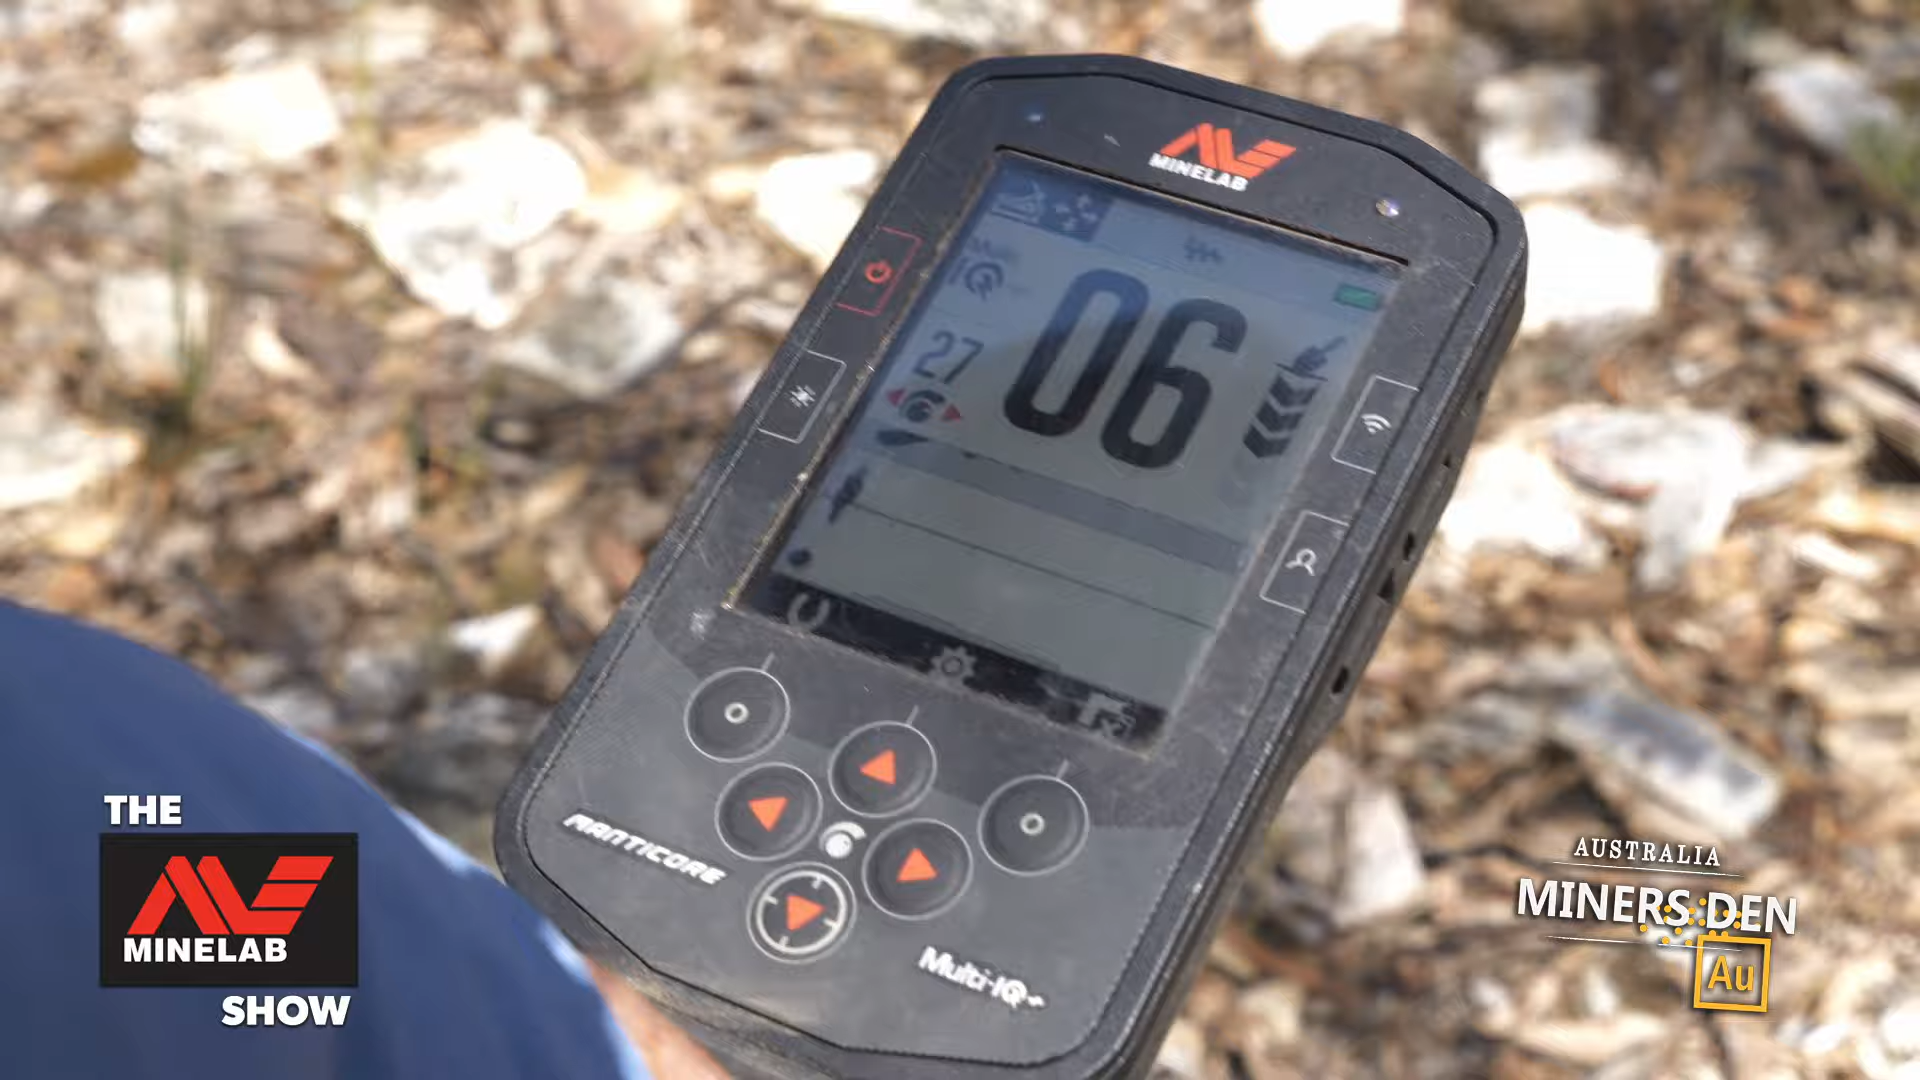 MINELAB
06
27
MANTICORE
Multi-IQ+
THE
MINELAB
SHOW
AUSTRALIA
MINERS DEN
Au